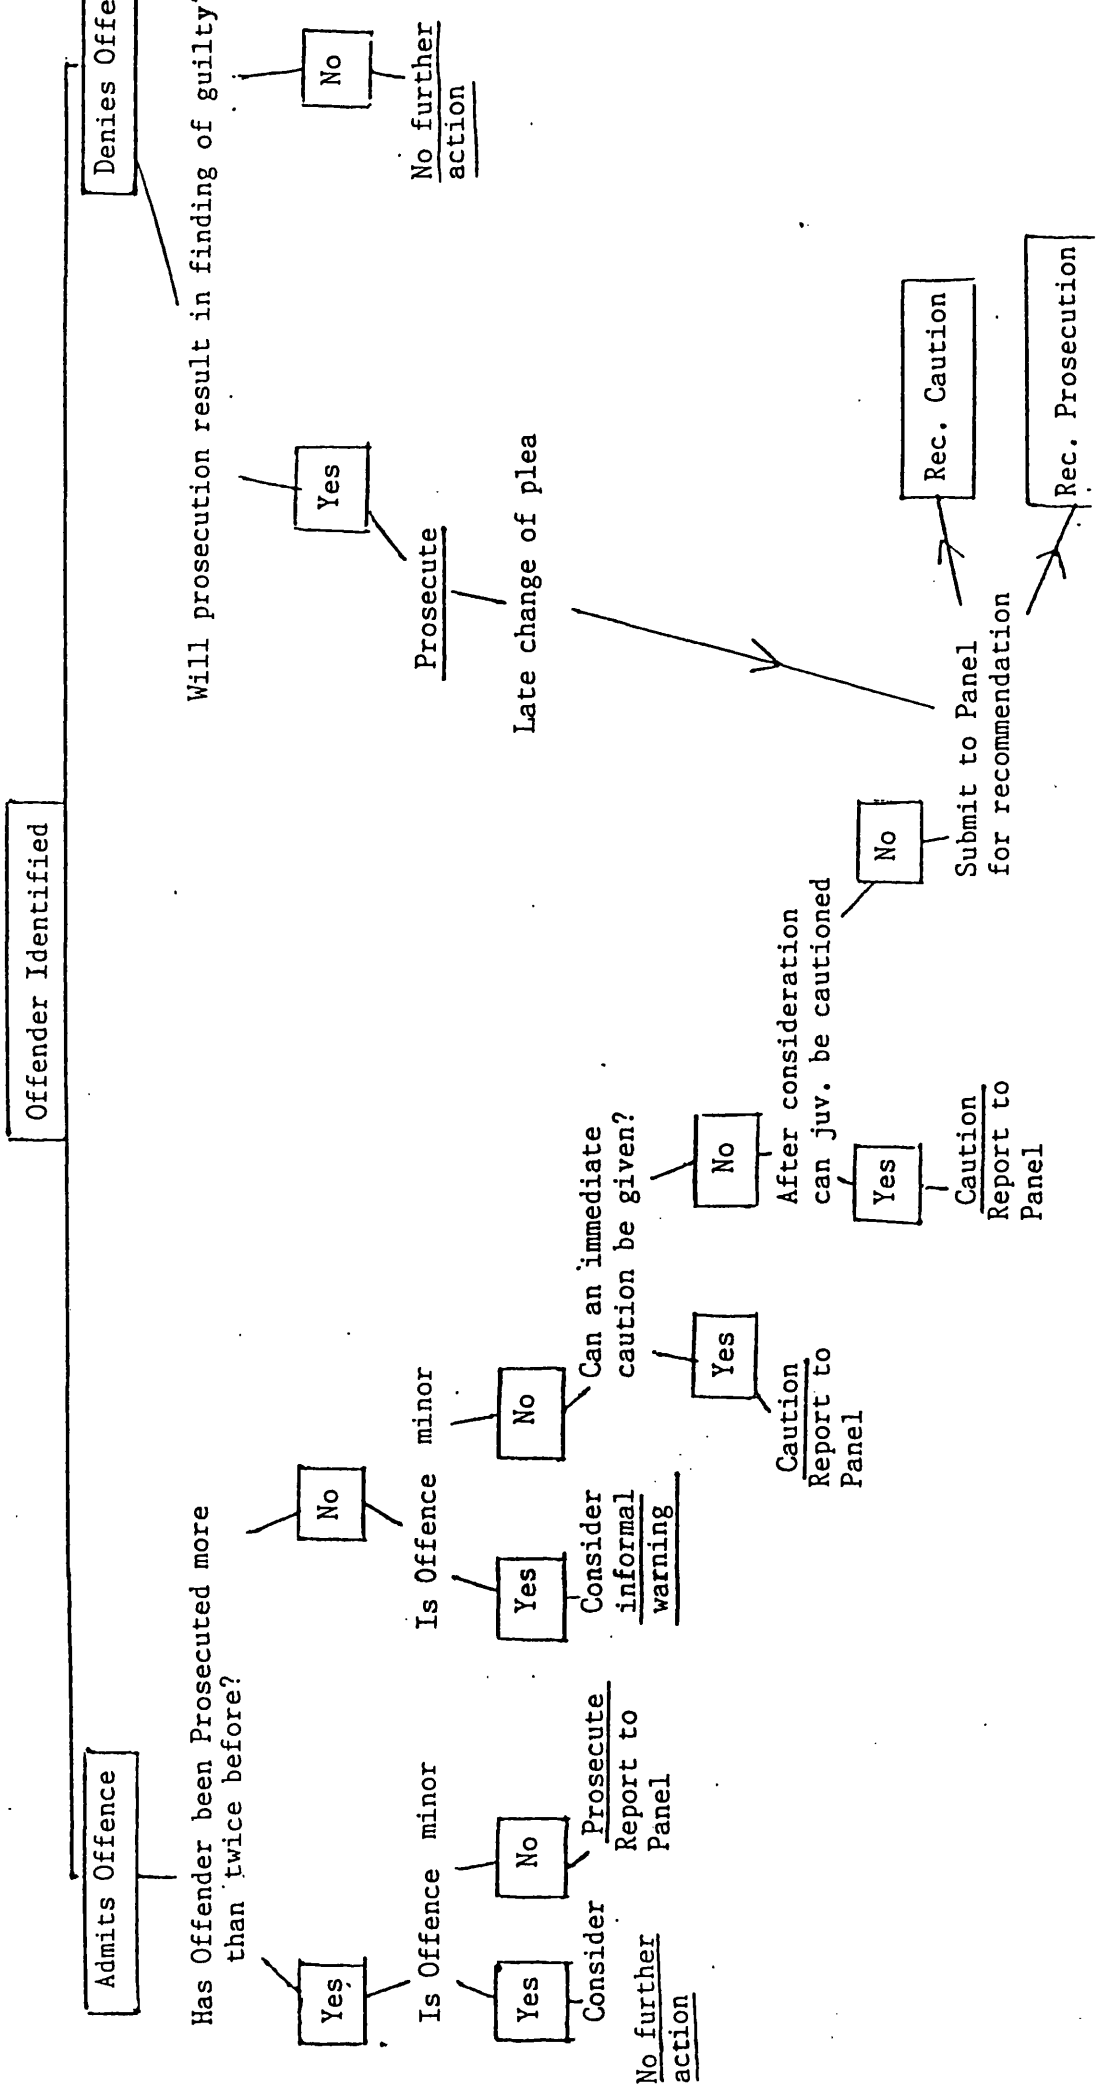 Offender Identified
Admits Offence
Denies Offe
Has Offender been Prosecuted more
than twice before?
Will prosecution result in finding of guilty?
Yes
No
Yes
No
Is Offence minor
Is Offence minor
Prosecute
No further
action
Yes
No
Yes
No
Late change of plea
Consider
No further
action
Prosecute
Report to
Panel
Consider
informal
warning
Can an immediate
caution be given?
Yes
No
Caution
Report to
Panel
After consideration
can juv. be cautioned
Yes
No
Caution
Report to
Panel
Submit to Panel
for recommendation
Rec. Caution
Rec. Prosecution